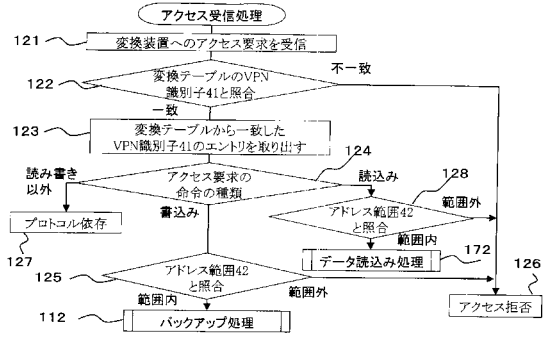 アクセス受信処理
121
変換装置へのアクセス要求を受信
122
変換テーブルのVPN
識別子41と照合
不一致
一致
123
変換テーブルから一致した
VPN識別子41のエントリを取り出す
124
アクセス要求の
命令の種類
読み書き
以外
読込み
128
書込み
アドレス範囲42
と照合
範囲外
プロトコル依存
127
範囲内
172
データ読込み処理
125
アドレス範囲42
と照合
範囲外
126
アクセス拒否
範囲内
112
バックアップ処理